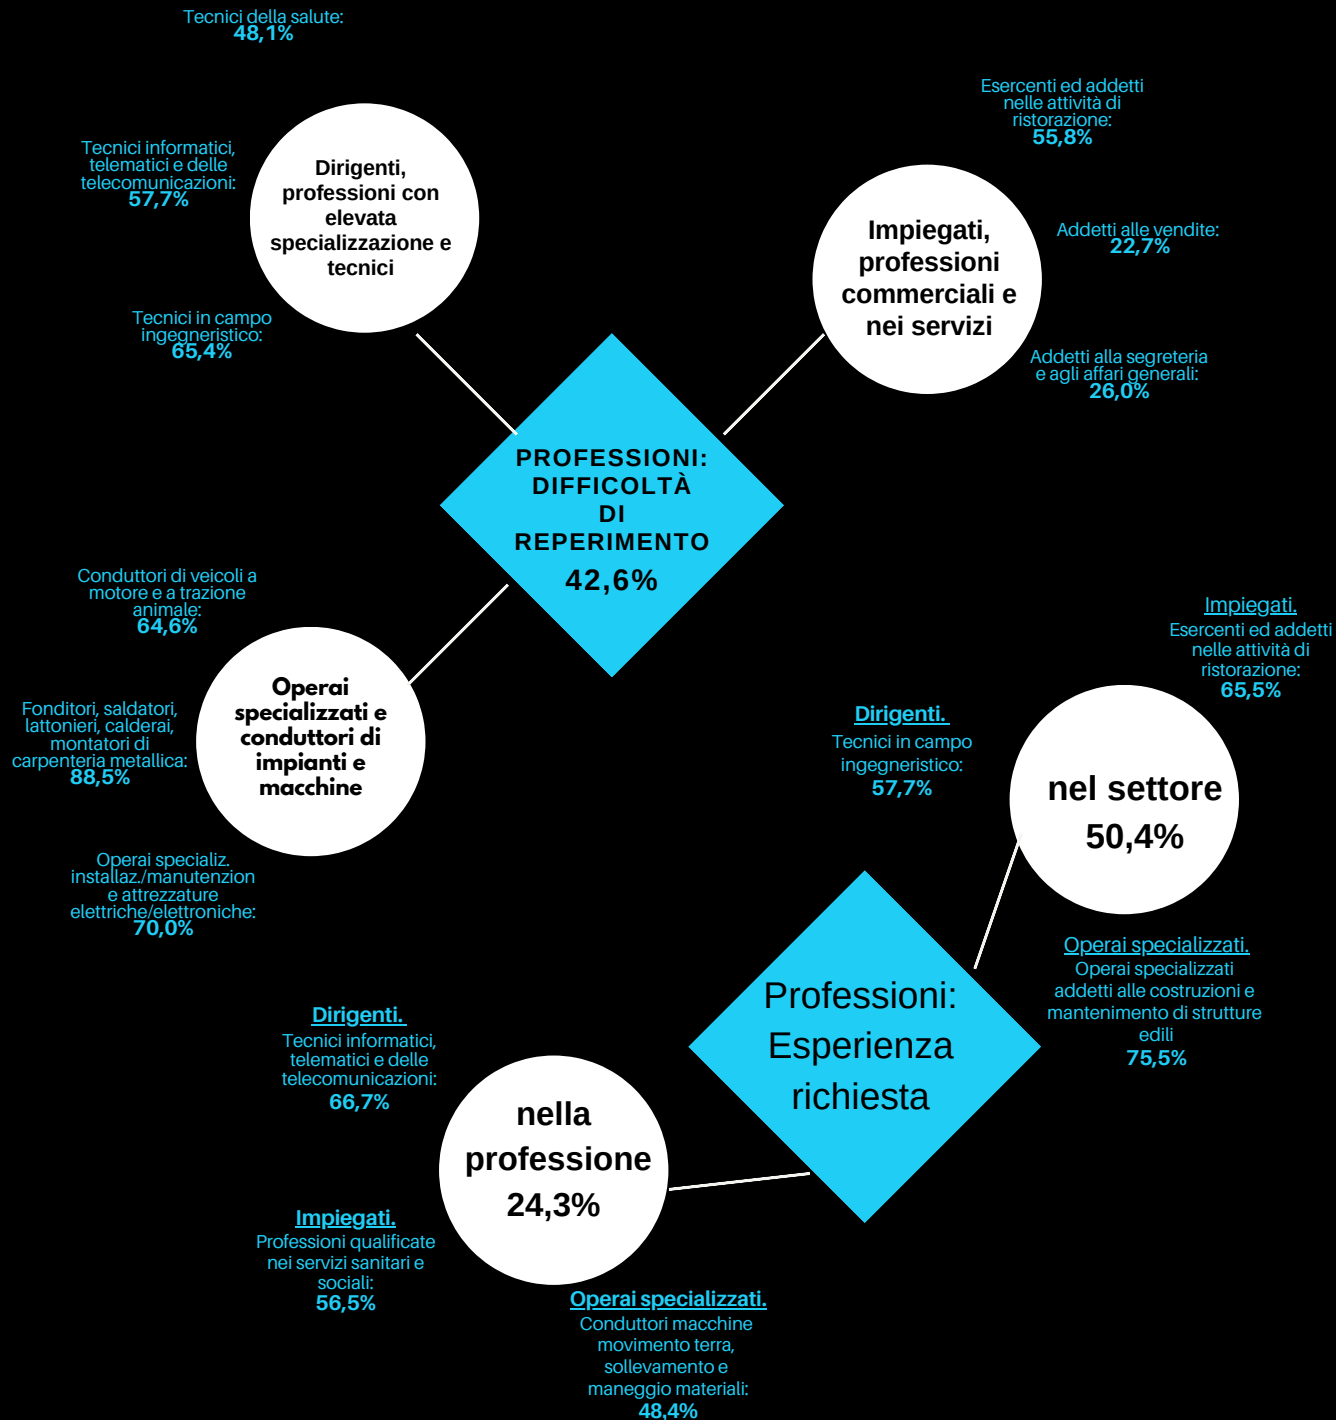 Tecnici della salute:
48,1%
Tecnici informatici,
telematici e delle
telecomunicazioni:
57,7%
Dirigenti,
professioni con
elevata
specializzazione e
tecnici
Tecnici in campo
ingegneristico:
65,4%
Esercenti ed addetti
nelle attività di
ristorazione:
55,8%
Impiegati,
professioni
commerciali e
nei servizi
Addetti alle vendite:
22,7%
Addetti alla segreteria
e agli affari generali:
26,0%
PROFESSIONI:
DIFFICOLTÀ
DI
REPERIMENTO
42,6%
Conduttori di veicoli a
motore e a trazione
animale:
64,6%
Operai
specializzati e
conduttori di
impianti e
macchine
Fonditori, saldatori,
lattonieri, calderai,
montatori di
carpenteria metallica:
88,5%
Operai specializ.
installaz./manutenzion
e attrezzature
elettriche/elettroniche:
70,0%
Impiegati.
Esercenti ed addetti
nelle attività di
ristorazione:
65,5%
Dirigenti.
Tecnici in campo
ingegneristico:
57,7%
nel settore
50,4%
Operai specializzati.
Operai specializzati
addetti alle costruzioni e
mantenimento di strutture
edili
75,5%
Professioni:
Esperienza
richiesta
Dirigenti.
Tecnici informatici,
telematici e delle
telecomunicazioni:
66,7%
nella
professione
24,3%
Impiegati.
Professioni qualificate
nei servizi sanitari e
sociali:
56,5%
Operai specializzati.
Conduttori macchine
movimento terra,
sollevamento e
maneggio materiali:
48,4%